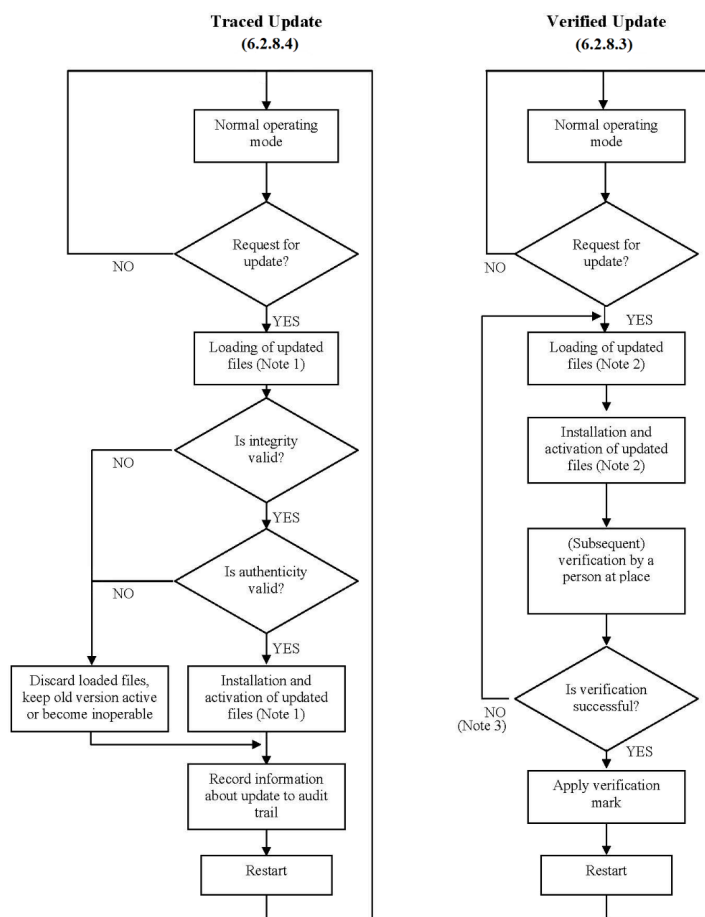 Traced Update
(6.2.8.4)
Normal operating
mode
Request for
update?
NO
YES
Loading of updated
files (Note 1)
Is integrity
valid?
NO
YES
Is authenticity
valid?
NO
YES
Discard loaded files,
keep old version active
or become inoperable
Installation and
activation of updated
files (Note 1)
Record information
about update to audit
trail
Restart
Verified Update
(6.2.8.3)
Normal operating
mode
Request for
update?
NO
YES
Loading of updated
files (Note 2)
Installation and
activation of updated
files (Note 2)
(Subsequent)
verification by a
person at place
Is verification
successful?
NO
(Note 3)
YES
Apply verification
mark
Restart